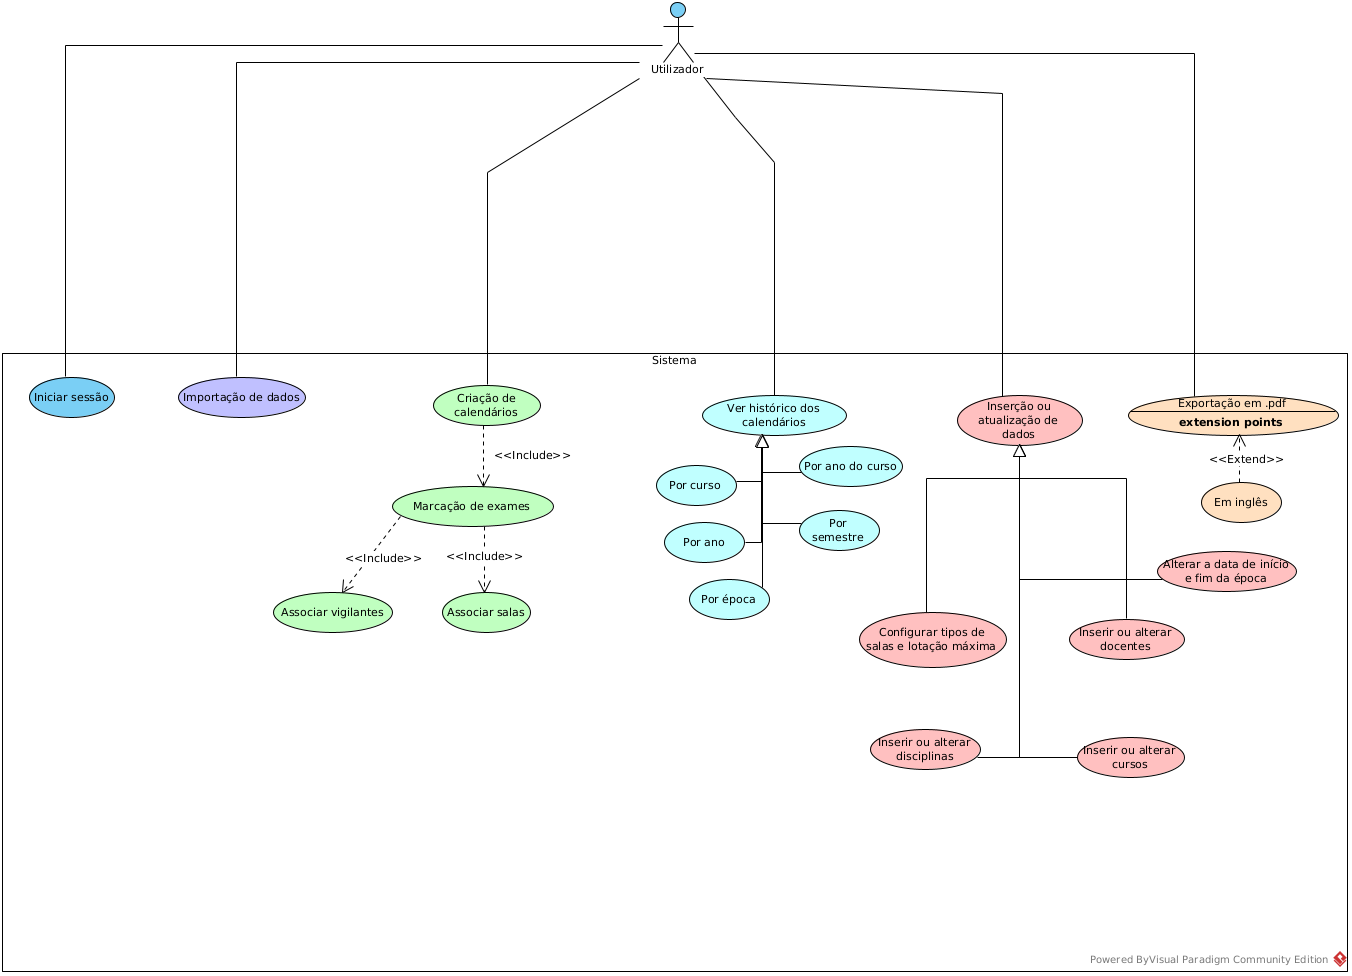 Utilizador
Sistema
Iniciar sessão
Importação de dados
Criação de
calendários
<<Include>>
Marcação de exames
<<Include>>
<<Include>>
Associar vigilantes
Associar salas
Ver histórico dos
calendários
Por curso
Por ano do curso
Por ano
Por
semestre
Por época
Inserção ou
atualização de
dados
Configurar tipos de
salas e lotação máxima
Alterar a data de início
e fim da época
Inserir ou alterar
docentes
Inserir ou alterar
disciplinas
Inserir ou alterar
cursos
Exportação em .pdf
extension points
<<Extend>>
Em inglês
Powered ByVisual Paradigm Community Edition